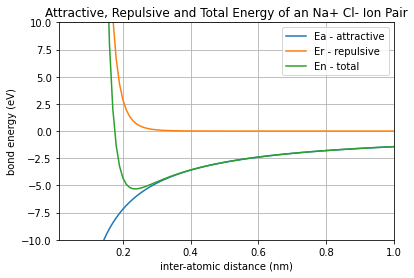 Attractive, Repulsive and Total Energy of an Na+ Cl- Ion Pair
10.0
7.5
5.0
2.5
0.0
−2.5
−5.0
−7.5
−10.0
bond energy (eV)
Ea - attractive
Er - repulsive
En - total
0.2
0.4
0.6
0.8
1.0
inter-atomic distance (nm)